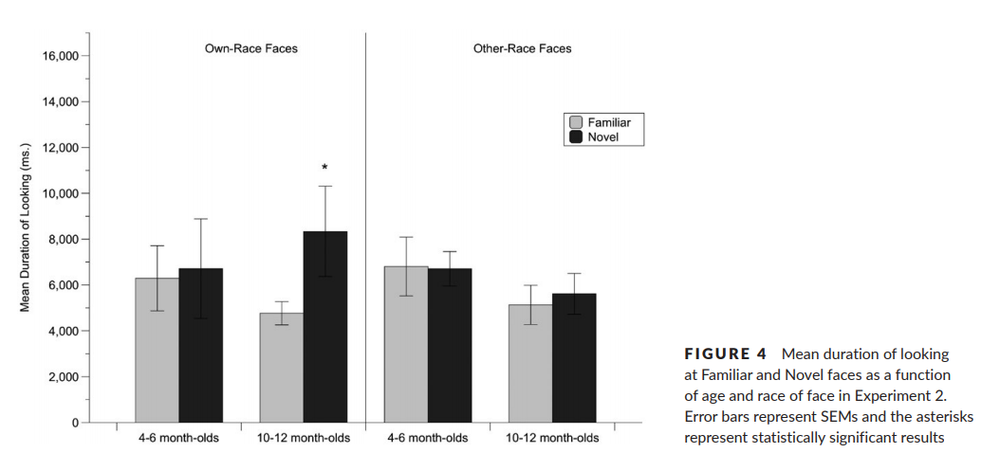 Own-Race Faces
Other-Race Faces
Familiar
Novel
*
Mean Duration of Looking (ms.)
16,000
14,000
12,000
10,000
8,000
6,000
4,000
2,000
0
4-6 month-olds
10-12 month-olds
4-6 month-olds
10-12 month-olds
FIGURE 4 Mean duration of looking
at Familiar and Novel faces as a function
of age and race of face in Experiment 2.
Error bars represent SEMs and the asterisks
represent statistically significant results